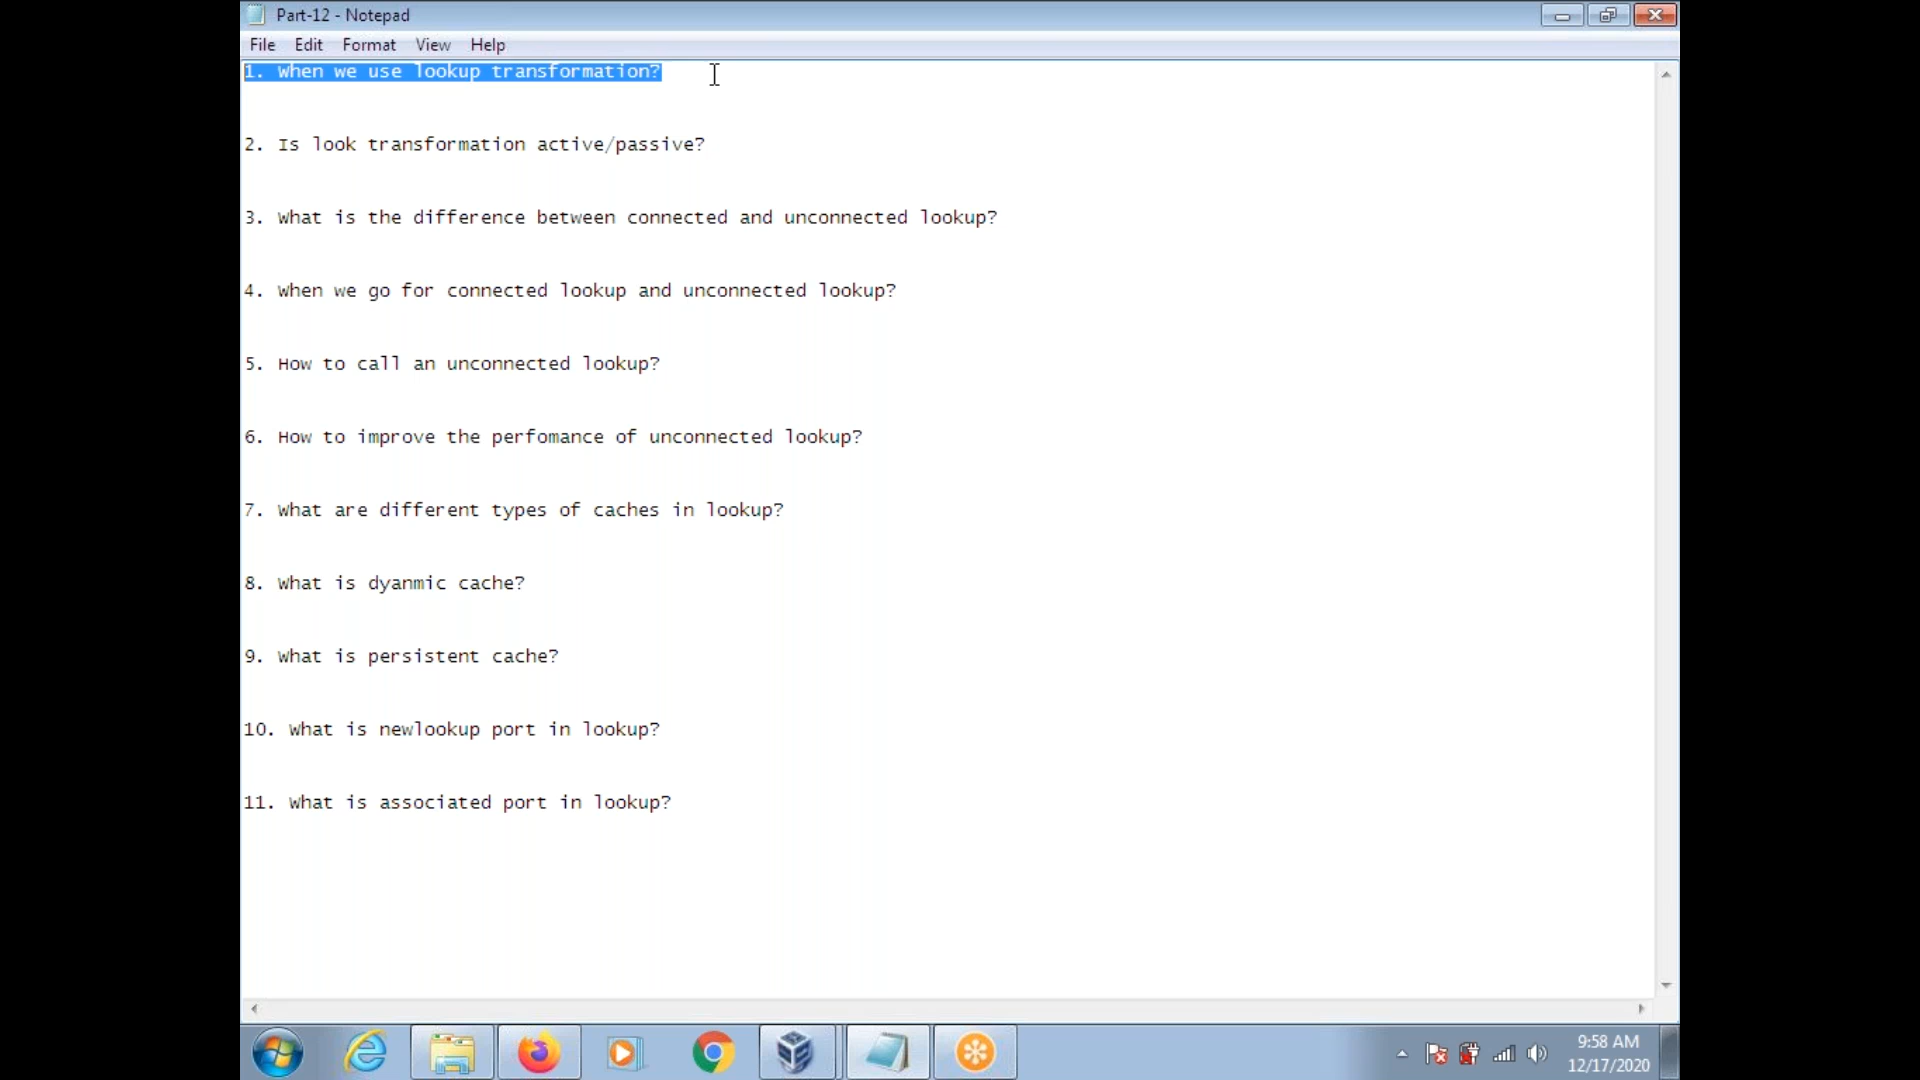 Part-12 - Notepad
File Edit Format View Help
1. When we use lookup transformation?
2. Is look transformation active/passive?
3. What is the difference between connected and unconnected lookup?
4. When we go for connected lookup and unconnected lookup?
5. How to call an unconnected lookup?
6. How to improve the perfomance of unconnected lookup?
7. What are different types of caches in lookup?
8. What is dyanmic cache?
9. What is persistent cache?
10. What is newlookup port in lookup?
11. What is associated port in lookup?
9:58 AM
12/17/2020